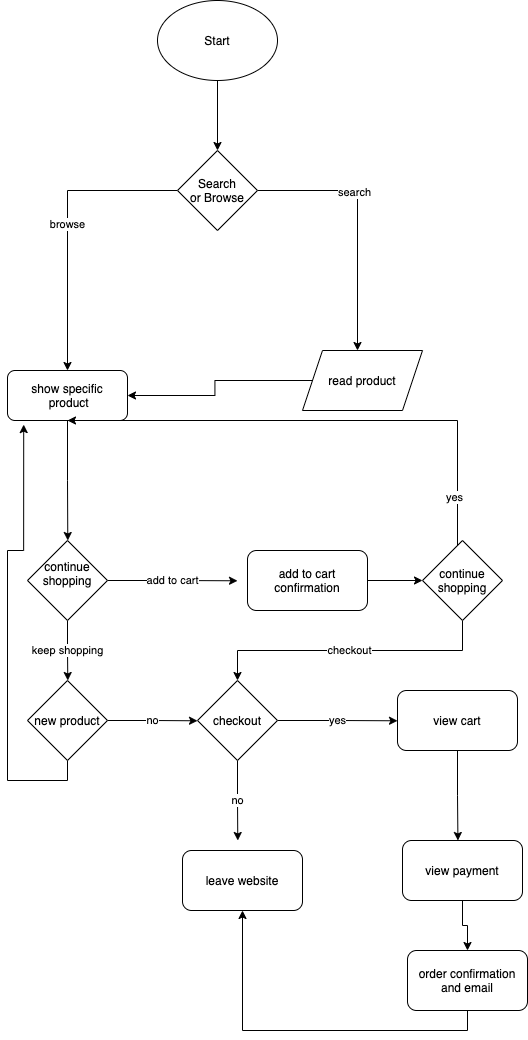 Start
Search
or Browse
search
browse
show specific
product
read product
yes
continue
shopping
add to cart
add to cart
confirmation
continue
shopping
keep shopping
checkout
new product
no
checkout
yes
view cart
no
leave website
view payment
order confirmation
and email